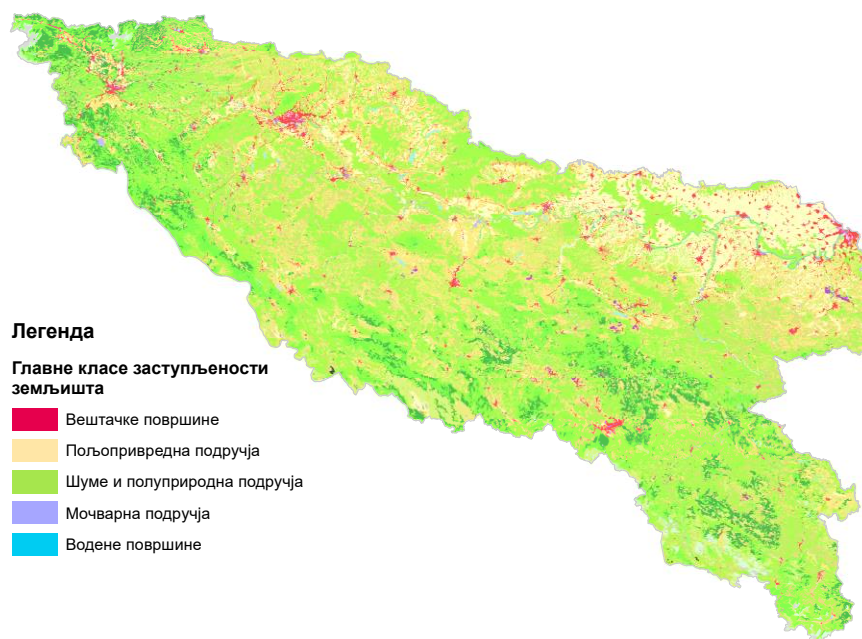 Легенда
Главне класе заступљености
земљишта
Вештачке површине
Пољопривредна подручја
Шуме и полуприродна подручја
Мочварна подручја
Водене површине